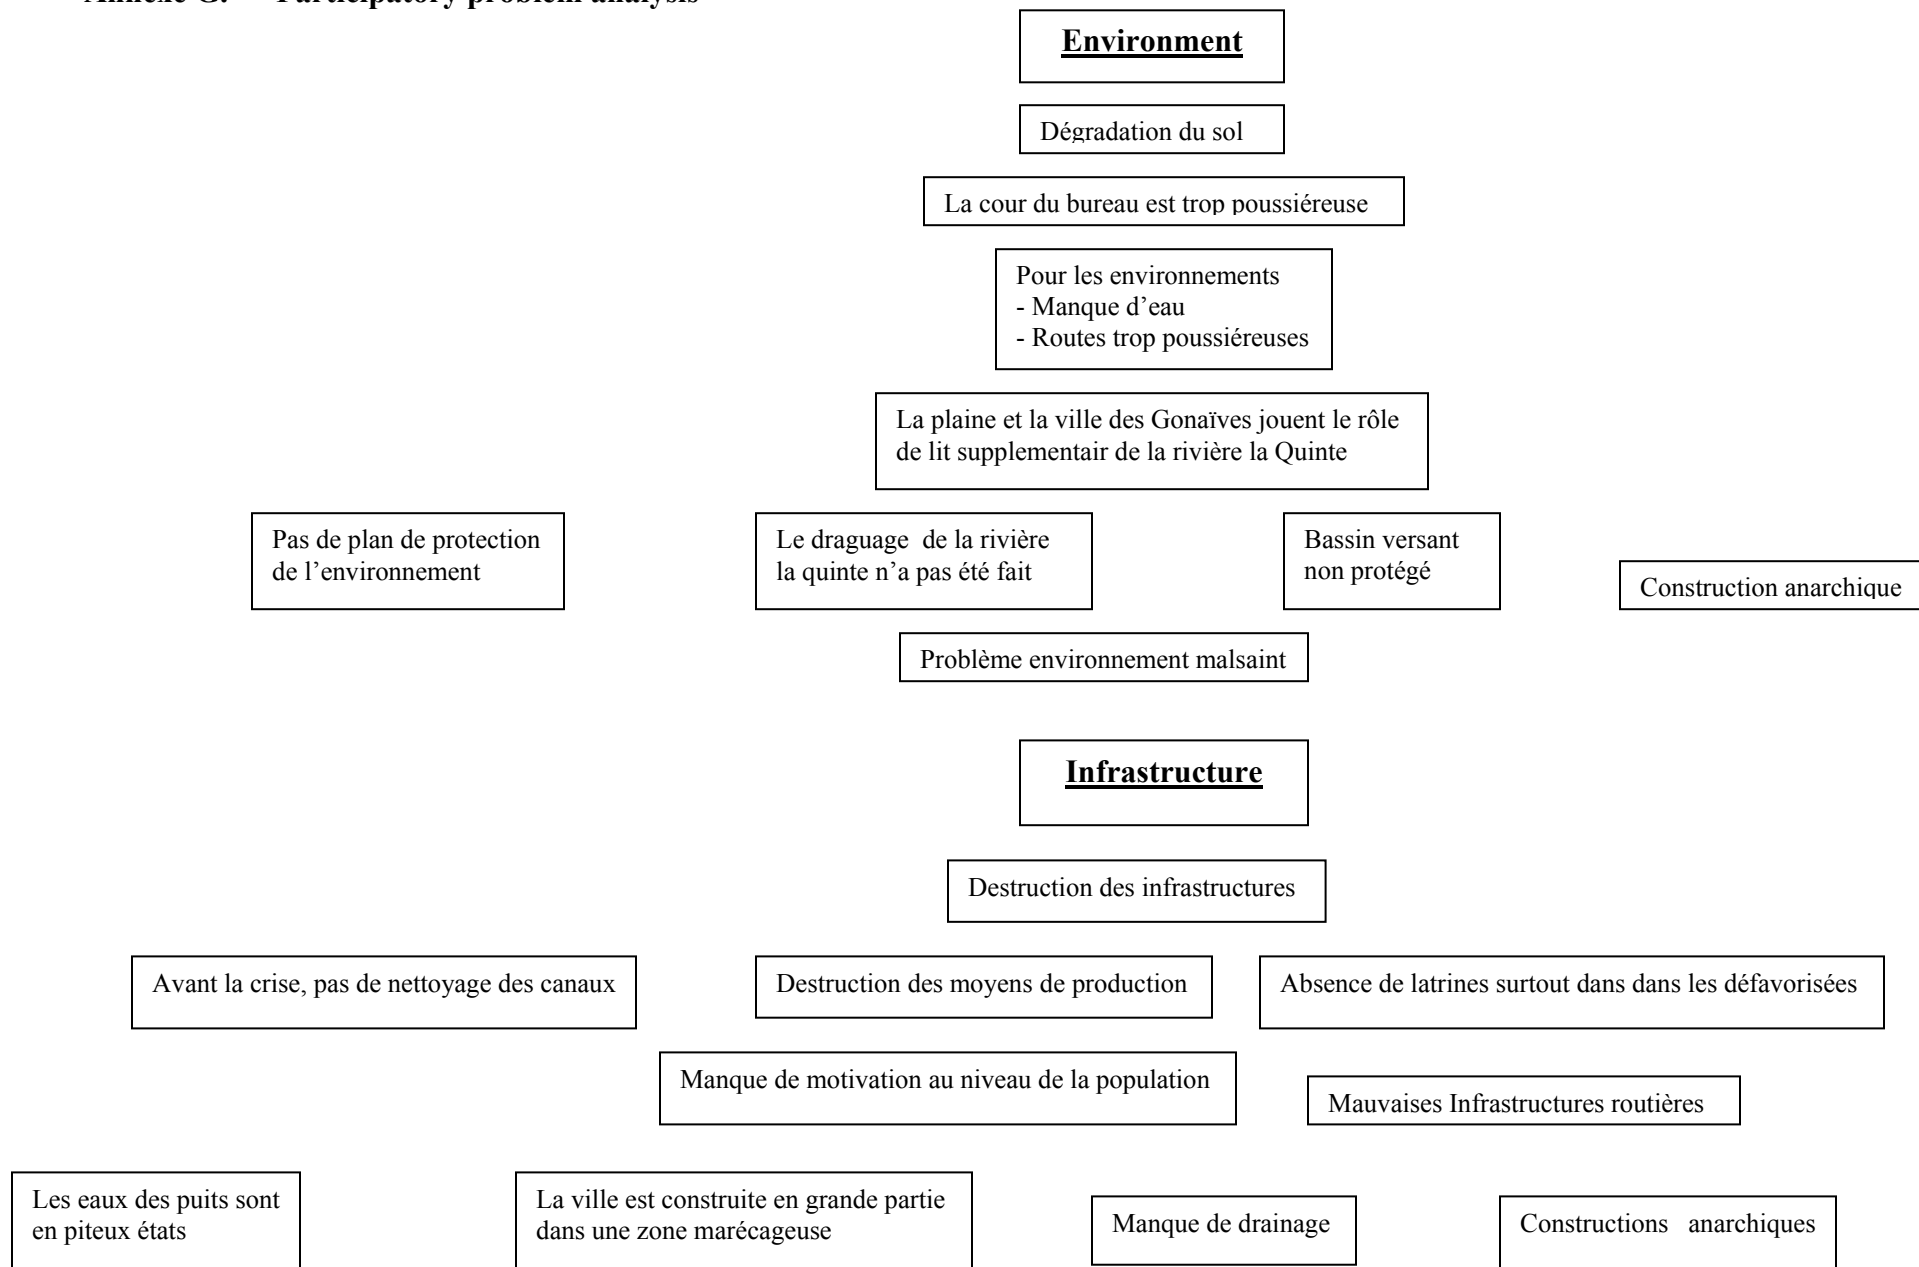 Annexe G. Participatory problem analysis
Environment
Dégradation du sol
La cour du bureau est trop poussiéreuse
Pour les environnements
- Manque d’eau
- Routes trop poussiéreuses
La plaine et la ville des Gonaïves jouent le rôle
de lit supplementair de la rivière la Quinte
Pas de plan de protection
de l’environnement
Le draguage de la rivière
la quinte n’a pas été fait
Bassin versant
non protégé
Construction anarchique
Problème environnement malsaint
Infrastructure
Destruction des infrastructures
Avant la crise, pas de nettoyage des canaux
Destruction des moyens de production
Absence de latrines surtout dans dans les défavorisées
Manque de motivation au niveau de la population
Mauvaises Infrastructures routières
Les eaux des puits sont
en piteux états
La ville est construite en grande partie
dans une zone marécageuse
Manque de drainage
Constructions anarchiques